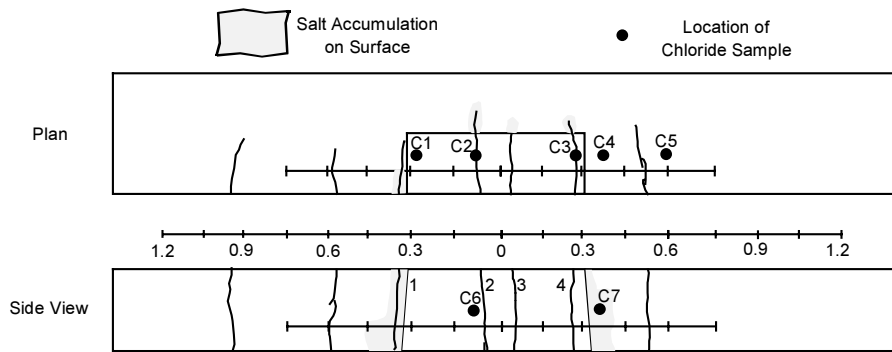 Salt Accumulation
on Surface
Location of
Chloride Sample
Plan
C1
C2
C3
C4
C5
1.2 0.9 0.6 0.3 0 0.3 0.6 0.9 1.2
Side View
1
2
3
4
C6
C7